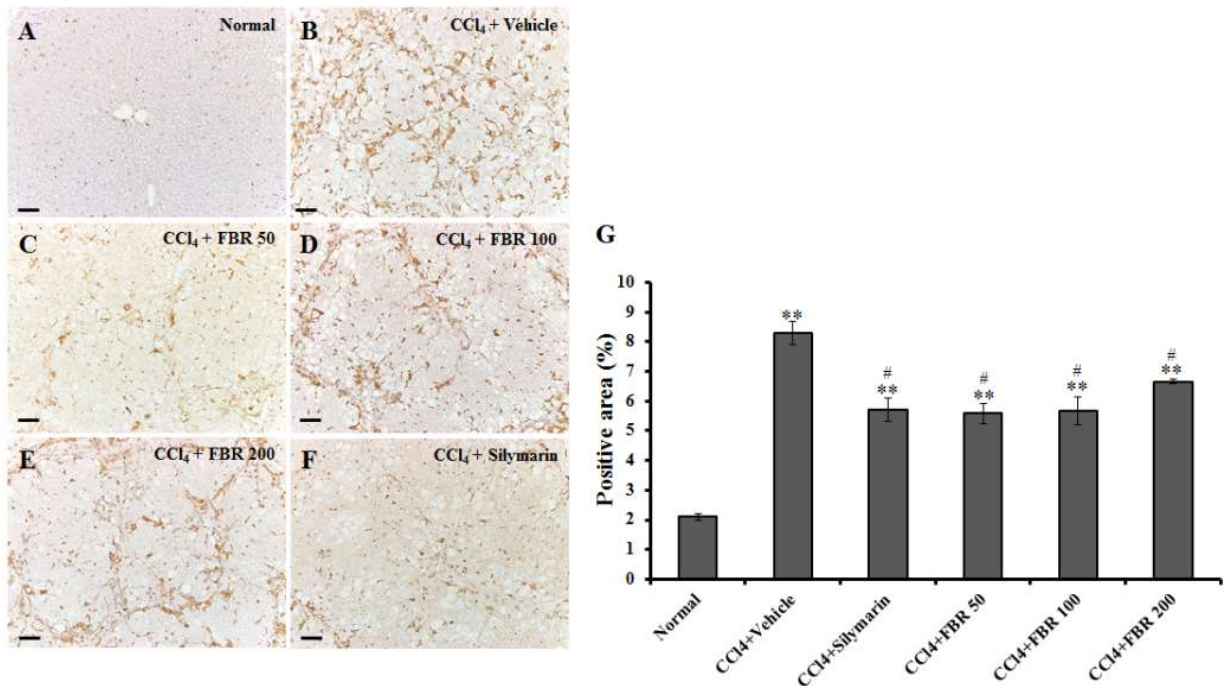 A Normal
B CCl₄ + Vehicle
C CCl₄ + FBR 50
D CCl₄ + FBR 100
E CCl₄ + FBR 200
F CCl₄ + Silymarin
G
Positive area (%)
10
9
8
7
6
5
4
3
2
1
0
**
#
**
#
**
#
**
#
**
Normal
CCl4+Vehicle
CCl4+Silymarin
CCl4+FBR 50
CCl4+FBR 100
CCl4+FBR 200